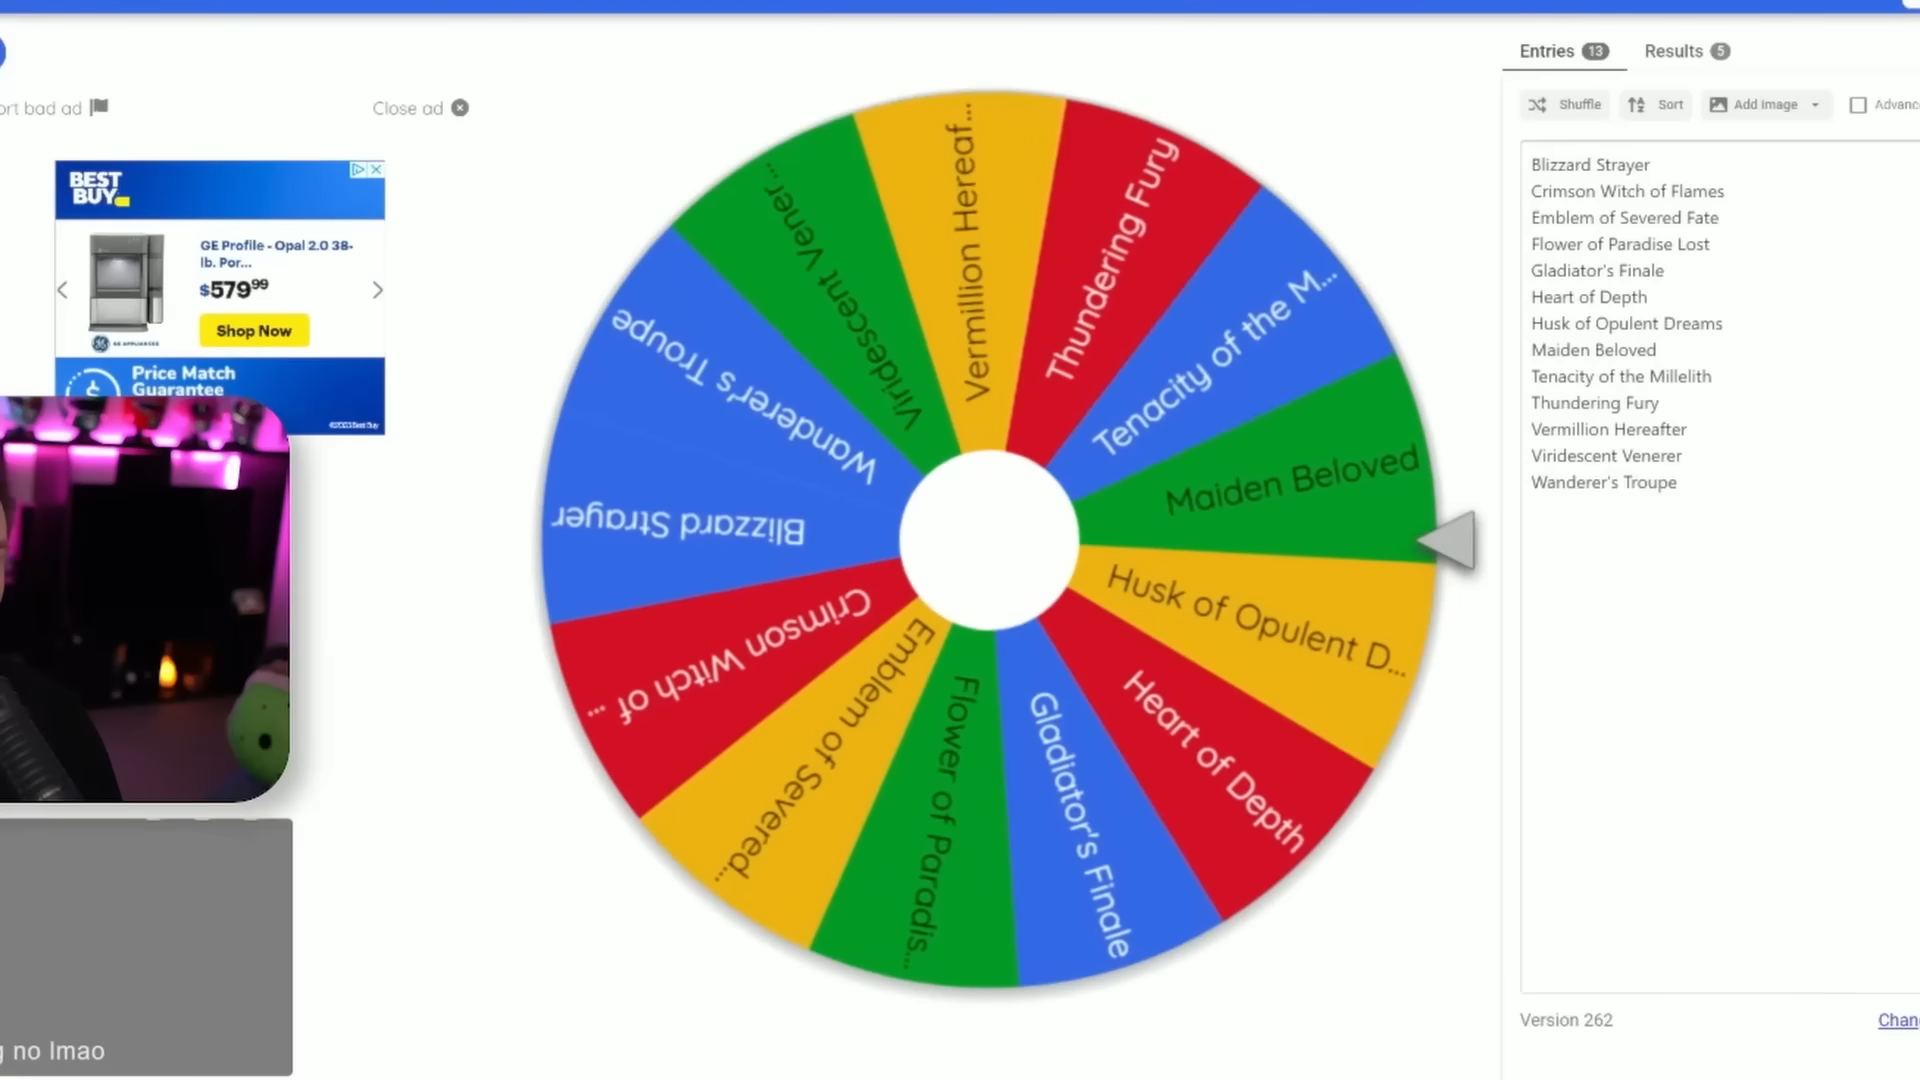 Entries 13
Results 5
ort bad ad
Close ad
Shuffle
Sort
Add image
Advanc
BEST
BUY
GE Profile - Opal 2.0 38-
lb. Por...
$579.99
Shop Now
GE APPLIANCES
Price Match
Guarantee
Vermillion Hereaf...
Thundering Fury
Tenacity of the M...
Maiden Beloved
Husk of Opulent D...
Heart of Depth
Gladiator's Finale
Flower of Paradis...
Emblem of Severed...
Crimson Witch of ...
Blizzard Strayer
Wanderer's Troupe
Viridescent Vener...
Blizzard Strayer
Crimson Witch of Flames
Emblem of Severed Fate
Flower of Paradise Lost
Gladiator's Finale
Heart of Depth
Husk of Opulent Dreams
Maiden Beloved
Tenacity of the Millelith
Thundering Fury
Vermillion Hereafter
Viridescent Venerer
Wanderer's Troupe
Version 262
Chan
g no lmao